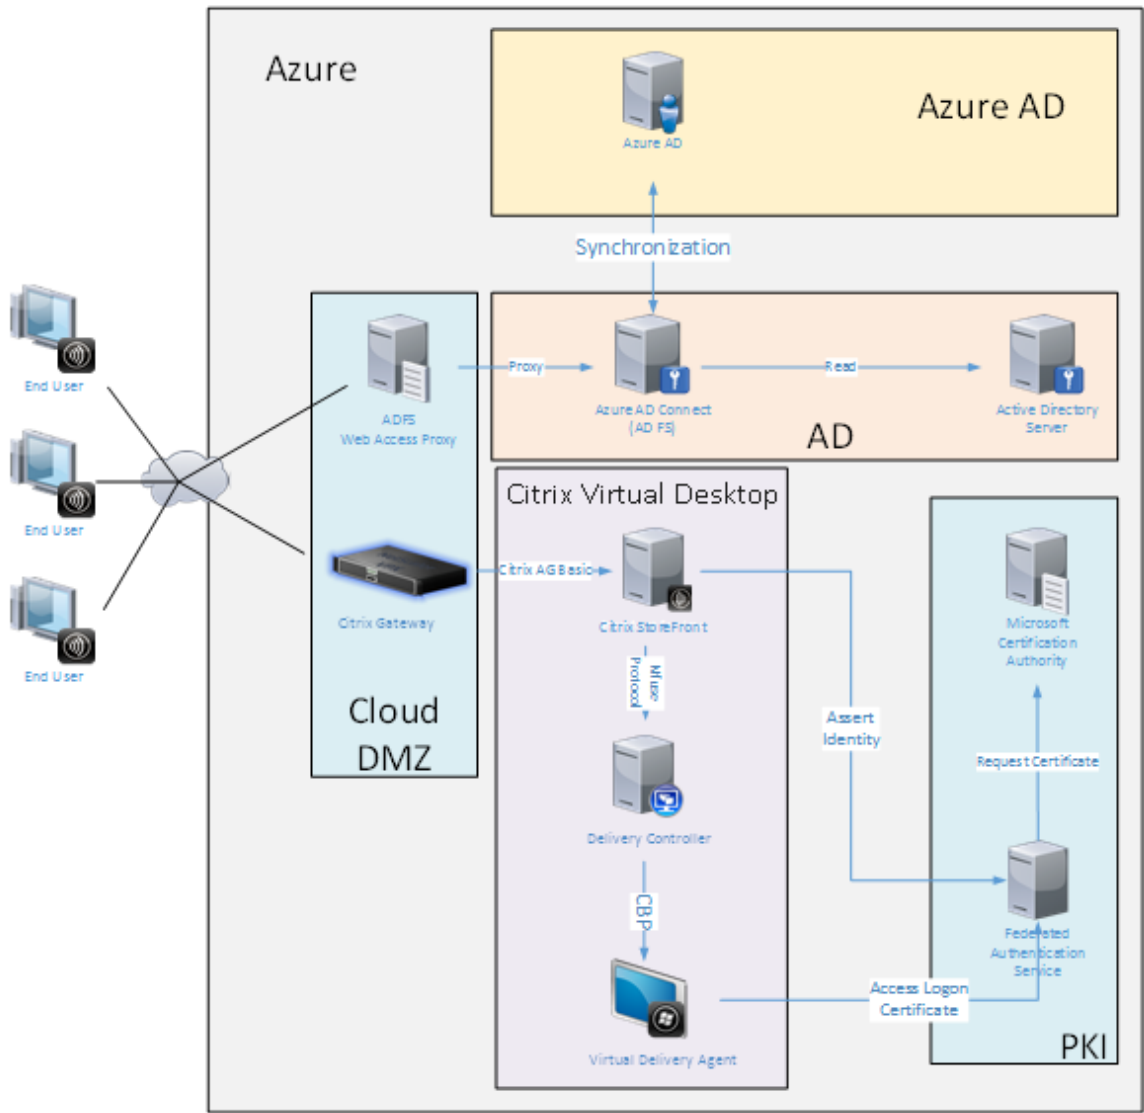 Azure
Azure AD
Azure AD
Synchronization
End User
End User
End User
ADFS
Web Access Proxy
Proxy
Azure AD Connect
(AD FS)
Read
Active Directory
Server
AD
Citrix Gateway
Cloud
DMZ
Citrix Virtual Desktop
Citrix AG Basic
Citrix StoreFront
Nfuse
Protocol
Delivery Controller
CBP
Virtual Delivery Agent
Assert
Identity
Microsoft
Certification
Authority
Request Certificate
Federated
Authentication
Service
Access Logon
Certificate
PKI